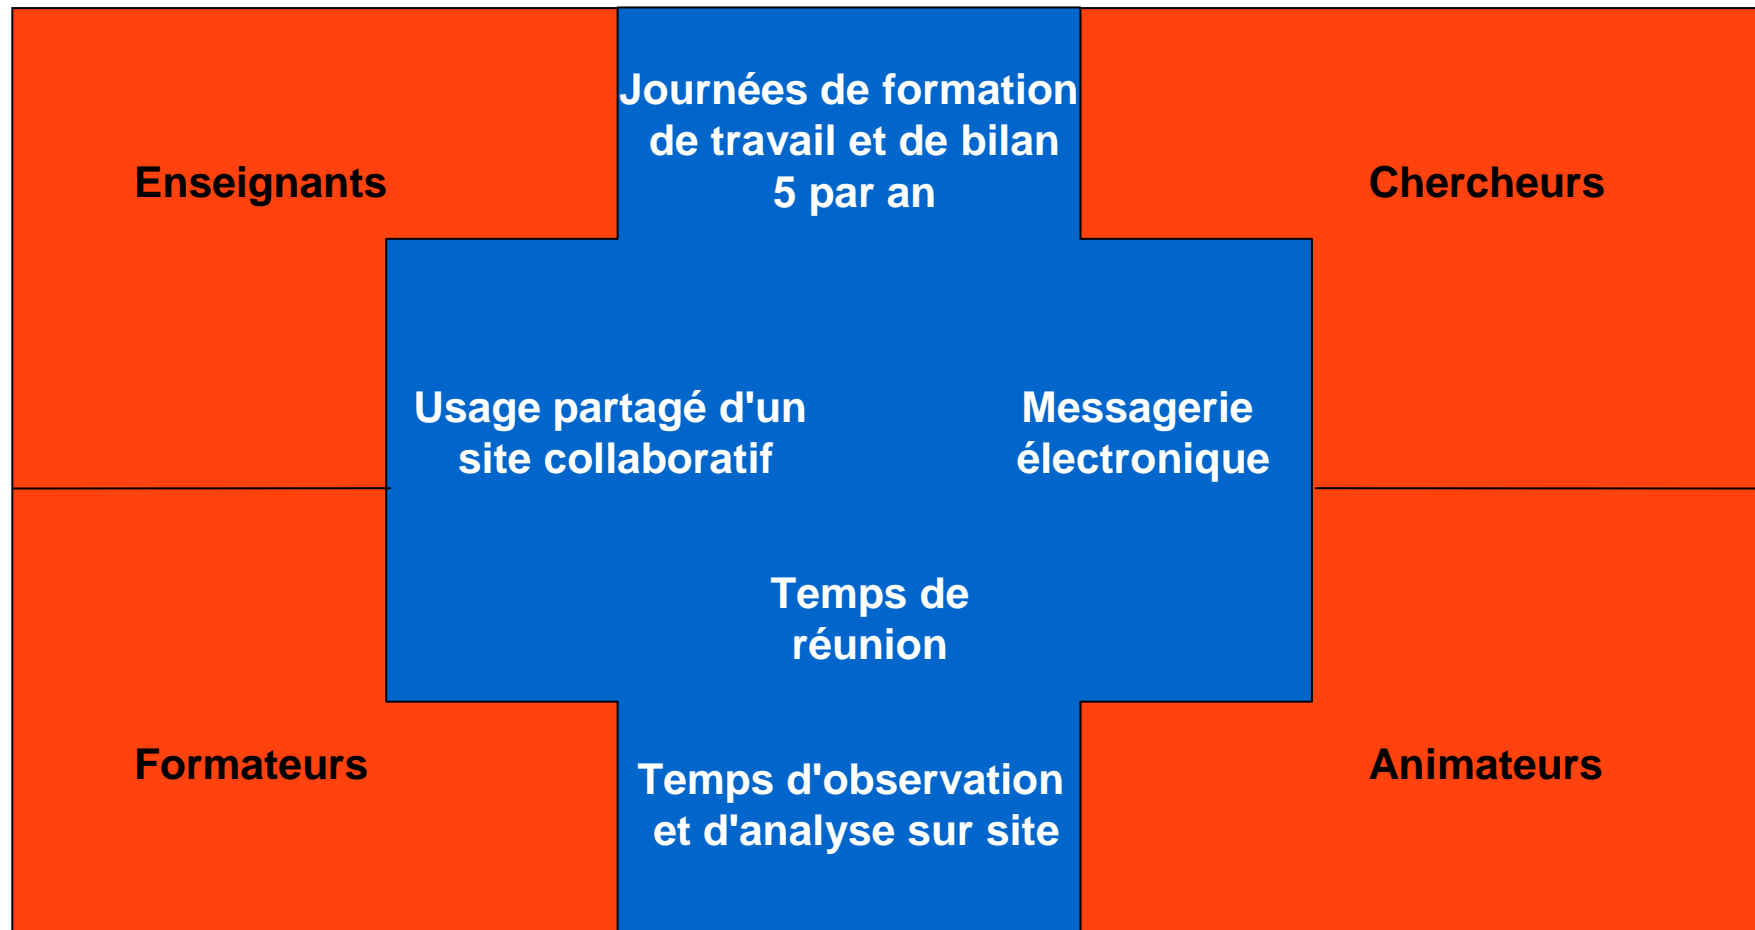 Journées de formation
de travail et de bilan
5 par an
Enseignants
Chercheurs
Usage partagé d'un
site collaboratif
Messagerie
électronique
Temps de
réunion
Formateurs
Animateurs
Temps d'observation
et d'analyse sur site